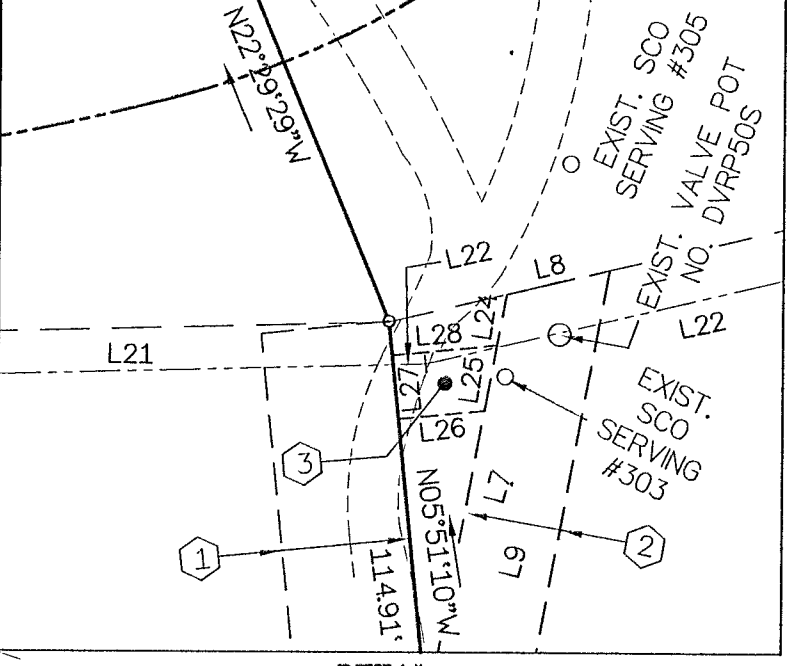 N22°29'29"W
EXIST. SCO
SERVING #305
EXIST. VALVE POT
NO. DVRP50S
L22
L8
L24
L28
L21
L22
L27
L25
L26
EXIST.
SCO
SERVING
#303
3
L7
N05°51'10"W
114.91'
1
2
L9